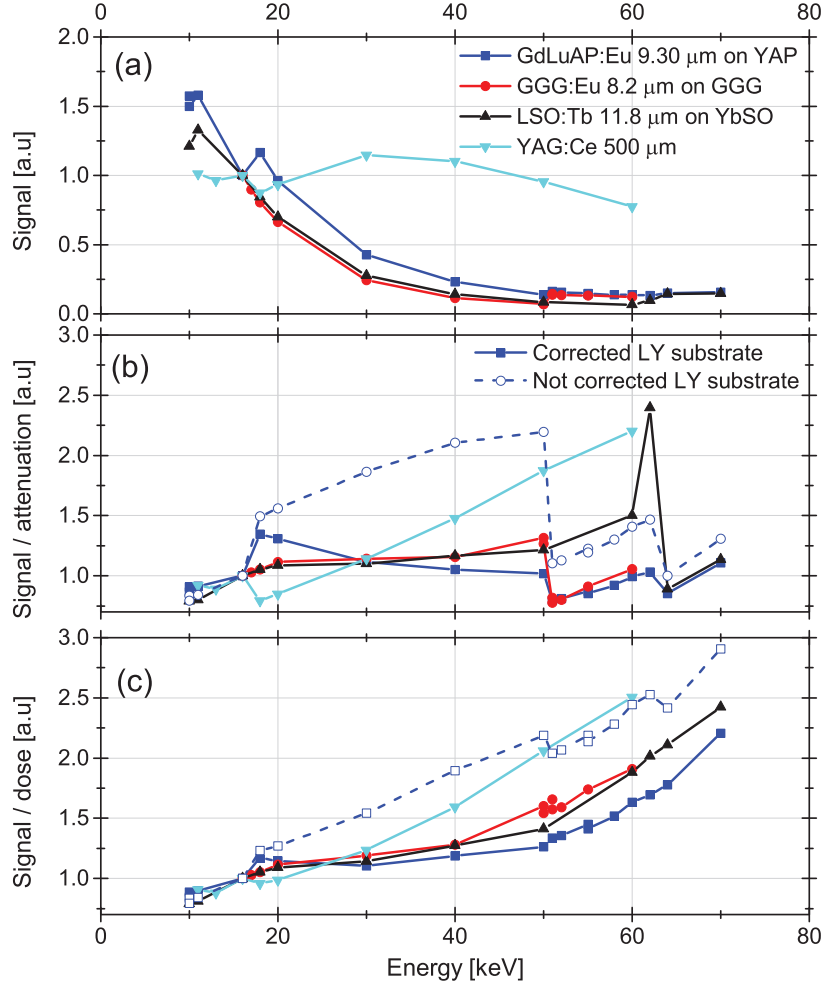 0 20 40 60 80
2.0
(a)
GdLuAP:Eu 9.30 μm on YAP
GGG:Eu 8.2 μm on GGG
1.5
LSO:Tb 11.8 μm on YbSO
YAG:Ce 500 μm
1.0
Signal [a.u]
0.5
0.0
3.0
(b)
Corrected LY substrate
Not corrected LY substrate
2.5
2.0
Signal / attenuation [a.u]
1.5
1.0
3.0
(c)
2.5
2.0
Signal / dose [a.u]
1.5
1.0
0 20 40 60 80
Energy [keV]